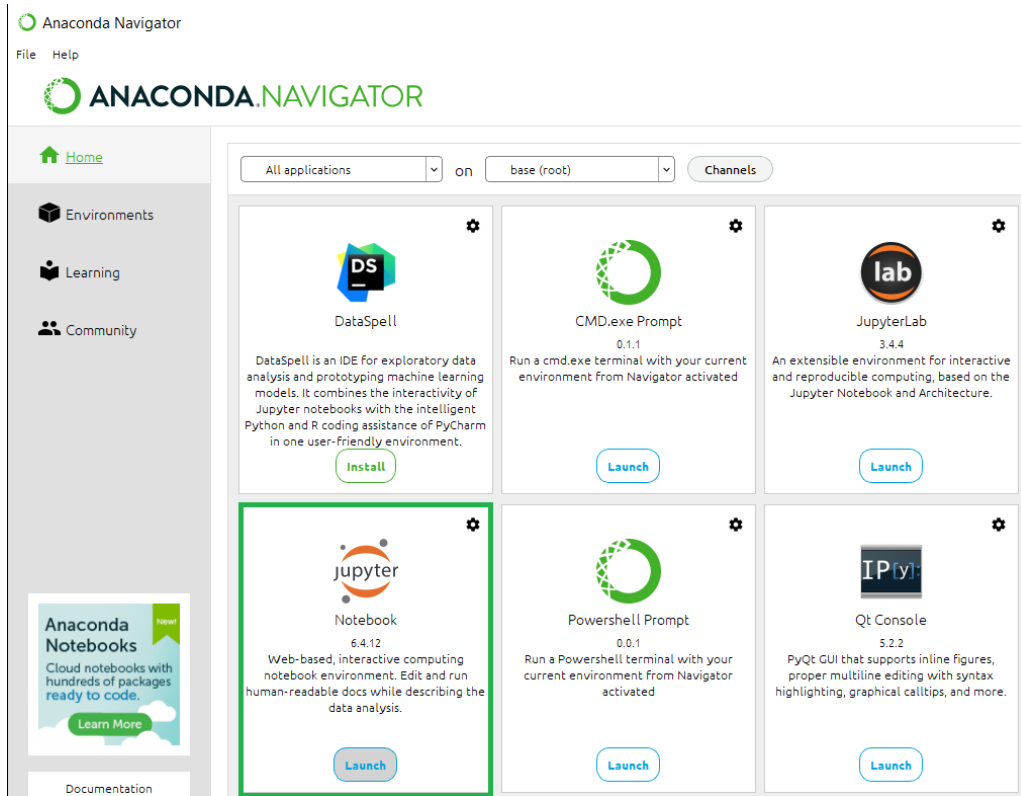 Anaconda Navigator
File Help
ANACONDA.NAVIGATOR
Home
Environments
Learning
Community
All applications on base (root) Channels
DS
DataSpell
DataSpell is an IDE for exploratory data
analysis and prototyping machine learning
models. It combines the interactivity of
Jupyter notebooks with the intelligent
Python and R coding assistance of PyCharm
in one user-friendly environment.
Install
CMD.exe Prompt
0.1.1
Run a cmd.exe terminal with your current
environment from Navigator activated
Launch
lab
JupyterLab
3.4.4
An extensible environment for interactive
and reproducible computing, based on the
Jupyter Notebook and Architecture.
Launch
jupyter
Notebook
6.4.12
Web-based, interactive computing
notebook environment. Edit and run
human-readable docs while describing the
data analysis.
Launch
Powershell Prompt
0.0.1
Run a Powershell terminal with your
current environment from Navigator
activated
Launch
IP[y]:
Qt Console
5.2.2
PyQt GUI that supports inline figures,
proper multiline editing with syntax
highlighting, graphical calltips, and more.
Launch
New!
Anaconda
Notebooks
Cloud notebooks with
hundreds of packages
ready to code.
Learn More
Documentation